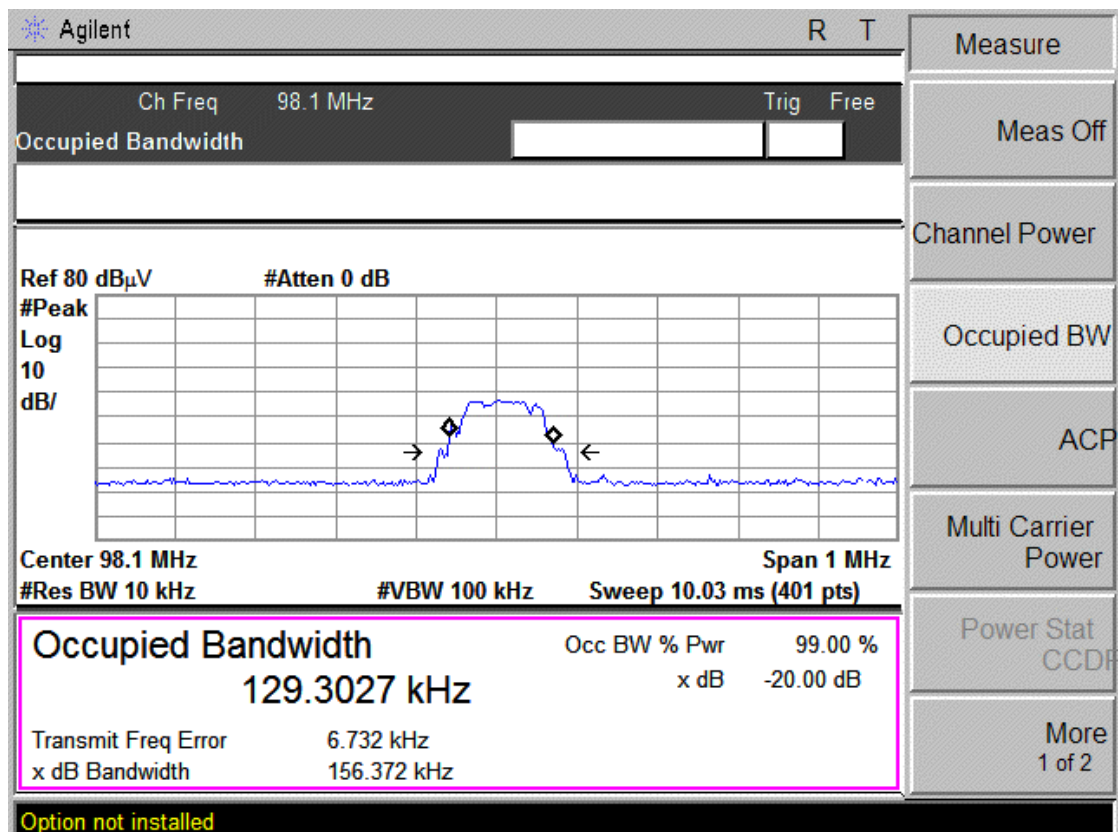 Agilent
R T
Measure
Ch Freq 98.1 MHz Trig Free
Occupied Bandwidth
Meas Off
Channel Power
Ref 80 dBµV #Atten 0 dB
#Peak
Log
10
dB/
Occupied BW
ACP
Center 98.1 MHz Span 1 MHz
#Res BW 10 kHz #VBW 100 kHz Sweep 10.03 ms (401 pts)
Multi Carrier
Power
Occupied Bandwidth
129.3027 kHz
Occ BW % Pwr 99.00 %
x dB -20.00 dB
Transmit Freq Error 6.732 kHz
x dB Bandwidth 156.372 kHz
Power Stat
CCDF
More
1 of 2
Option not installed